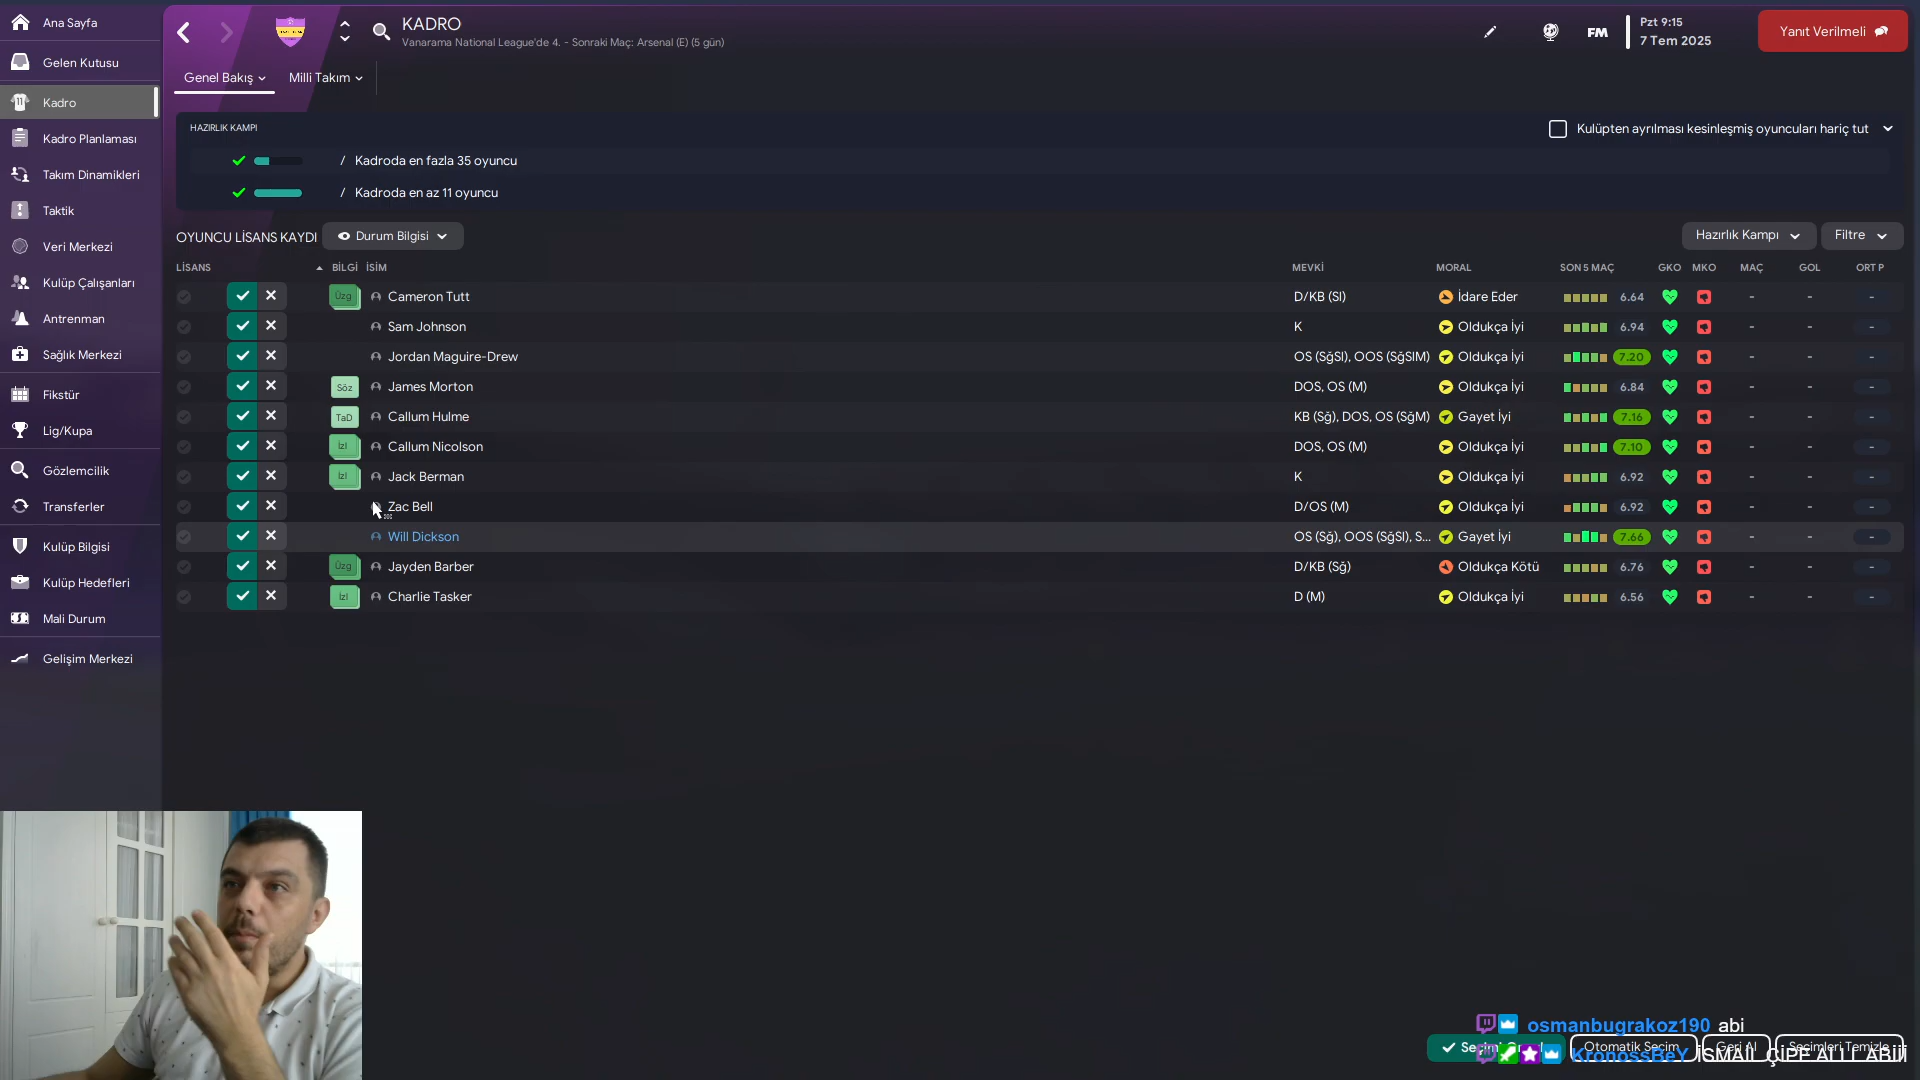 Ana Sayfa
Gelen Kutusu
Kadro
Kadro Planlaması
Takım Dinamikleri
Taktik
Veri Merkezi
Kulüp Çalışanları
Antrenman
Sağlık Merkezi
Fikstür
Lig/Kupa
Gözlemcilik
Transferler
Kulüp Bilgisi
Kulüp Hedefleri
Mali Durum
Gelişim Merkezi
KADRO
Vanarama National League'de 4. - Sonraki Maç: Arsenal (E) (5 gün)
FM
Pzt 9:15
7 Tem 2025
Yanıt Verilmeli
Genel Bakış
Milli Takım
HAZIRLIK KAMPI
Kulüpten ayrılması kesinleşmiş oyuncuları hariç tut
/ Kadroda en fazla 35 oyuncu
/ Kadroda en az 11 oyuncu
OYUNCU LİSANS KAYDI
Durum Bilgisi
Hazırlık Kampı
Filtre
LİSANS BİLGİ İSİM MEVKİ MORAL SON 5 MAÇ GKO MKO MAÇ GOL ORT P
Üzg Cameron Tutt D/KB (Sl) İdare Eder 6.64 - - -
Sam Johnson K Oldukça İyi 6.94 - - -
Jordan Maguire-Drew OS (SğSl), OOS (SğSlM) Oldukça İyi 7.20 - - -
Söz James Morton DOS, OS (M) Oldukça İyi 6.84 - - -
TaD Callum Hulme KB (Sğ), DOS, OS (SğM) Gayet İyi 7.16 - - -
İzl Callum Nicolson DOS, OS (M) Oldukça İyi 7.10 - - -
İzl Jack Berman K Oldukça İyi 6.92 - - -
Zac Bell D/OS (M) Oldukça İyi 6.92 - - -
Will Dickson OS (Sğ), OOS (SğSl), S... Gayet İyi 7.66 - - -
Üzg Jayden Barber D/KB (Sğ) Oldukça Kötü 6.76 - - -
İzl Charlie Tasker D (M) Oldukça İyi 6.56 - - -
osmanbugrakoz190 abi
Otomatik Seçim
Geri Al
Seçimleri Temizle
KronossBeY İSMAİL ÇİPE